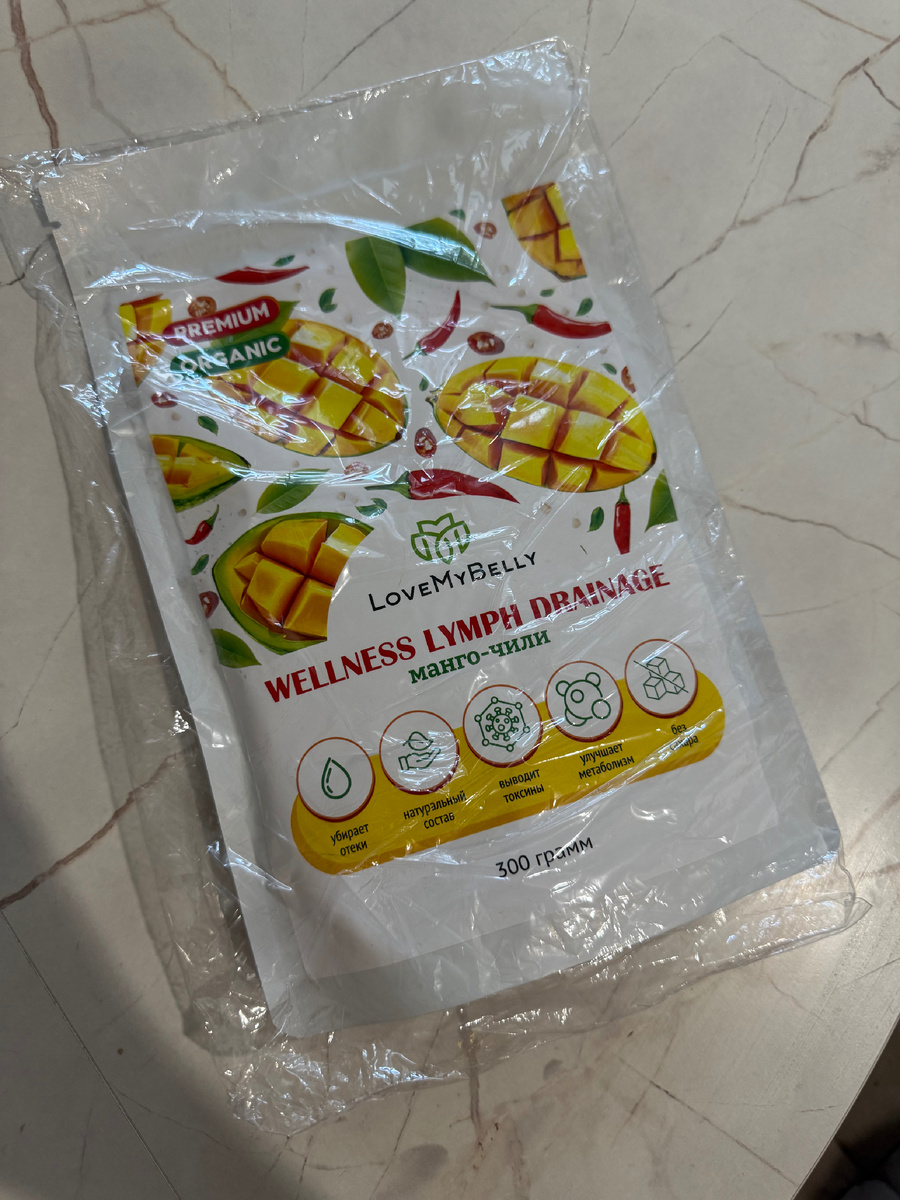 PREMIUM
ORGANIC
LOVEMYBELLY
WELLNESS LYMPH DRAINAGE
манго-чили
убирает
отеки
натуральный
состав
выводит
токсины
улучшает
метаболизм
без
сахара
300 грамм